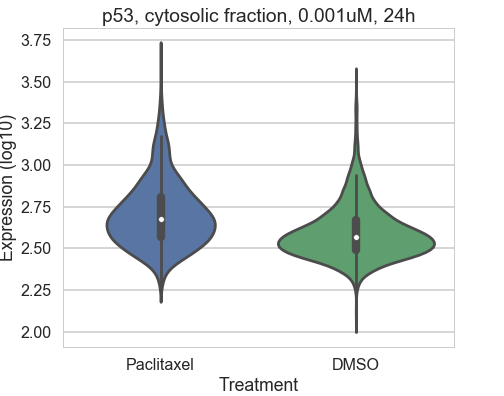 p53, cytosolic fraction, 0.001uM, 24h
Expression (log10)
3.75
3.50
3.25
3.00
2.75
2.50
2.25
2.00
Paclitaxel DMSO
Treatment